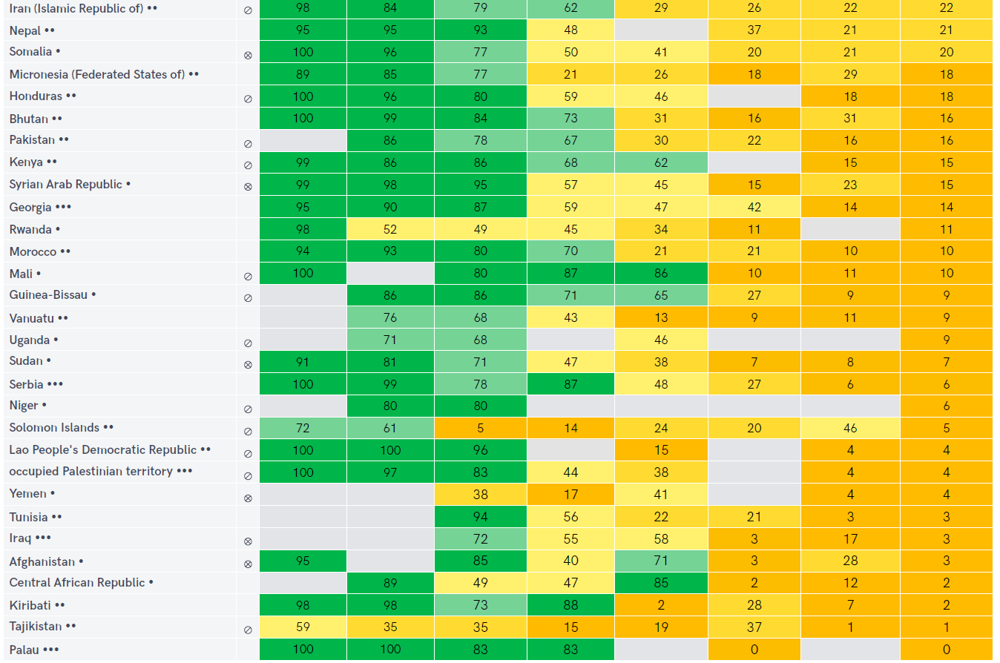 Iran (Islamic Republic of) •• ⊘ 98 84 79 62 29 26 22 22
Nepal •• 95 95 93 48 37 21 21
Somalia • ⊗ 100 96 77 50 41 20 21 20
Micronesia (Federated States of) •• 89 85 77 21 26 18 29 18
Honduras •• ⊘ 100 96 80 59 46 18 18
Bhutan •• 100 99 84 73 31 16 31 16
Pakistan •• ⊘ 86 78 67 30 22 16 16
Kenya •• ⊘ 99 86 86 68 62 15 15
Syrian Arab Republic • ⊗ 99 98 95 57 45 15 23 15
Georgia ••• 95 90 87 59 47 42 14 14
Rwanda • 98 52 49 45 34 11 11
Morocco •• 94 93 80 70 21 21 10 10
Mali • ⊘ 100 80 87 86 10 11 10
Guinea-Bissau • ⊘ 86 86 71 65 27 9 9
Vanuatu •• 76 68 43 13 9 11 9
Uganda • ⊘ 71 68 46 9
Sudan • ⊗ 91 81 71 47 38 7 8 7
Serbia ••• 100 99 78 87 48 27 6 6
Niger • ⊘ 80 80 6
Solomon Islands •• ⊘ 72 61 5 14 24 20 46 5
Lao People's Democratic Republic •• ⊘ 100 100 96 15 4 4
occupied Palestinian territory ••• ⊘ 100 97 83 44 38 4 4
Yemen • ⊗ 38 17 41 4 4
Tunisia •• 94 56 22 21 3 3
Iraq ••• ⊗ 72 55 58 3 17 3
Afghanistan • ⊗ 95 85 40 71 3 28 3
Central African Republic • 89 49 47 85 2 12 2
Kiribati •• 98 98 73 88 2 28 7 2
Tajikistan •• ⊘ 59 35 35 15 19 37 1 1
Palau ••• 100 100 83 83 0 0